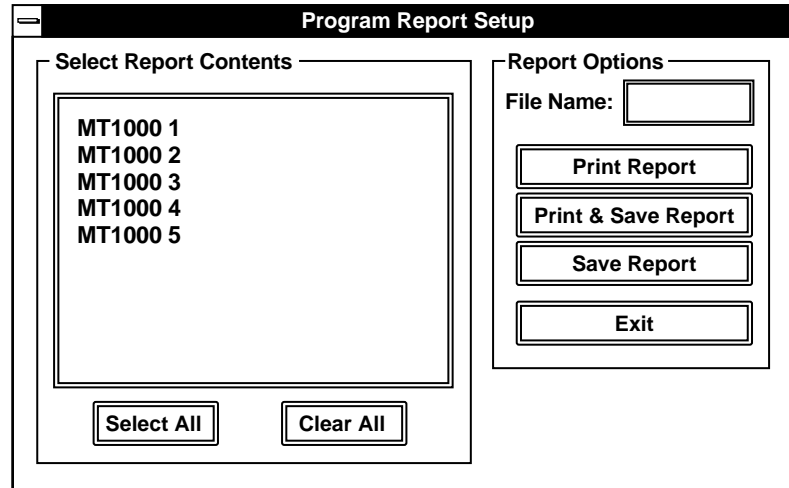 Program Report Setup
Select Report Contents
MT1000 1
MT1000 2
MT1000 3
MT1000 4
MT1000 5
Select All
Clear All
Report Options
File Name:
Print Report
Print & Save Report
Save Report
Exit